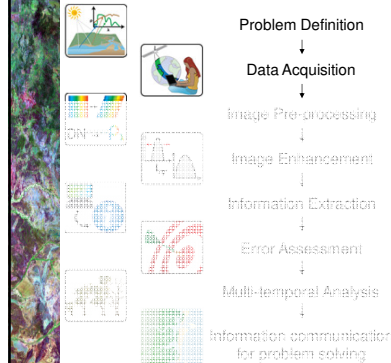 Problem Definition
Data Acquisition
Image Pre-processing
DN
Image Enhancement
Information Extraction
Error Assessment
Multi-temporal Analysis
Information communication
for problem solving